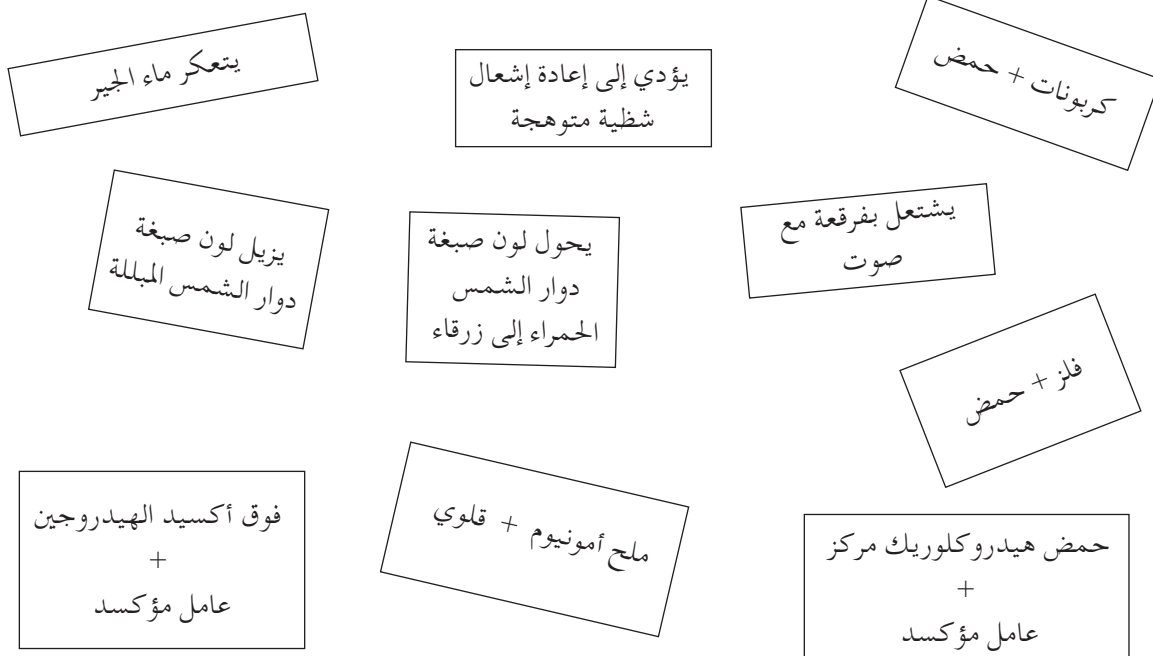 كربونات + حمض
يؤدي إلى إعادة إشعال
شظية متوهجة
يتعكر ماء الجير
يشتعل بفرقعة مع
صوت
يحول لون صبغة
دوار الشمس
الحمراء إلى زرقاء
يزيل لون صبغة
دوار الشمس المبللة
فلز + حمض
ملح أمونيوم + قلوي
حمض هيدروكلوريك مركز
+
عامل مؤكسد
فوق أكسيد الهيدروجين
+
عامل مؤكسد